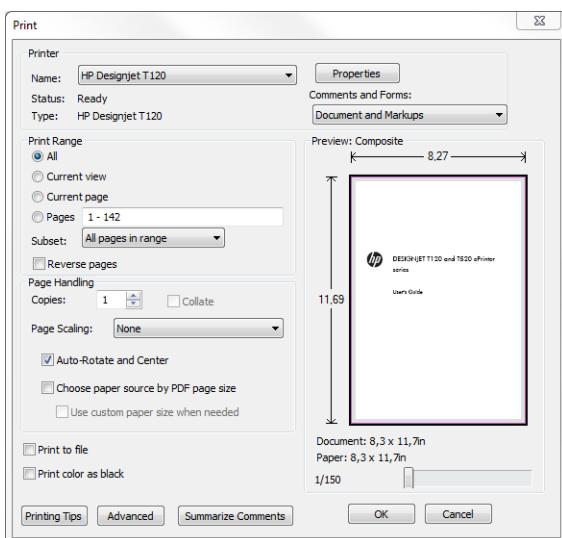 Print
Printer
Name: HP Designjet T120
Properties
Status: Ready
Comments and Forms:
Type: HP Designjet T120
Document and Markups
Print Range
All
Current view
Current page
Pages 1 - 142
Subset: All pages in range
Reverse pages
Page Handling
Copies: 1 Collate
Page Scaling: None
Auto-Rotate and Center
Choose paper source by PDF page size
Use custom paper size when needed
Print to file
Print color as black
Preview: Composite
8,27
11,69
hp
DESIGNJET T120 and T520 ePrinter
series
User's Guide
Document: 8,3 x 11,7in
Paper: 8,3 x 11,7in
1/150
Printing Tips Advanced Summarize Comments OK Cancel